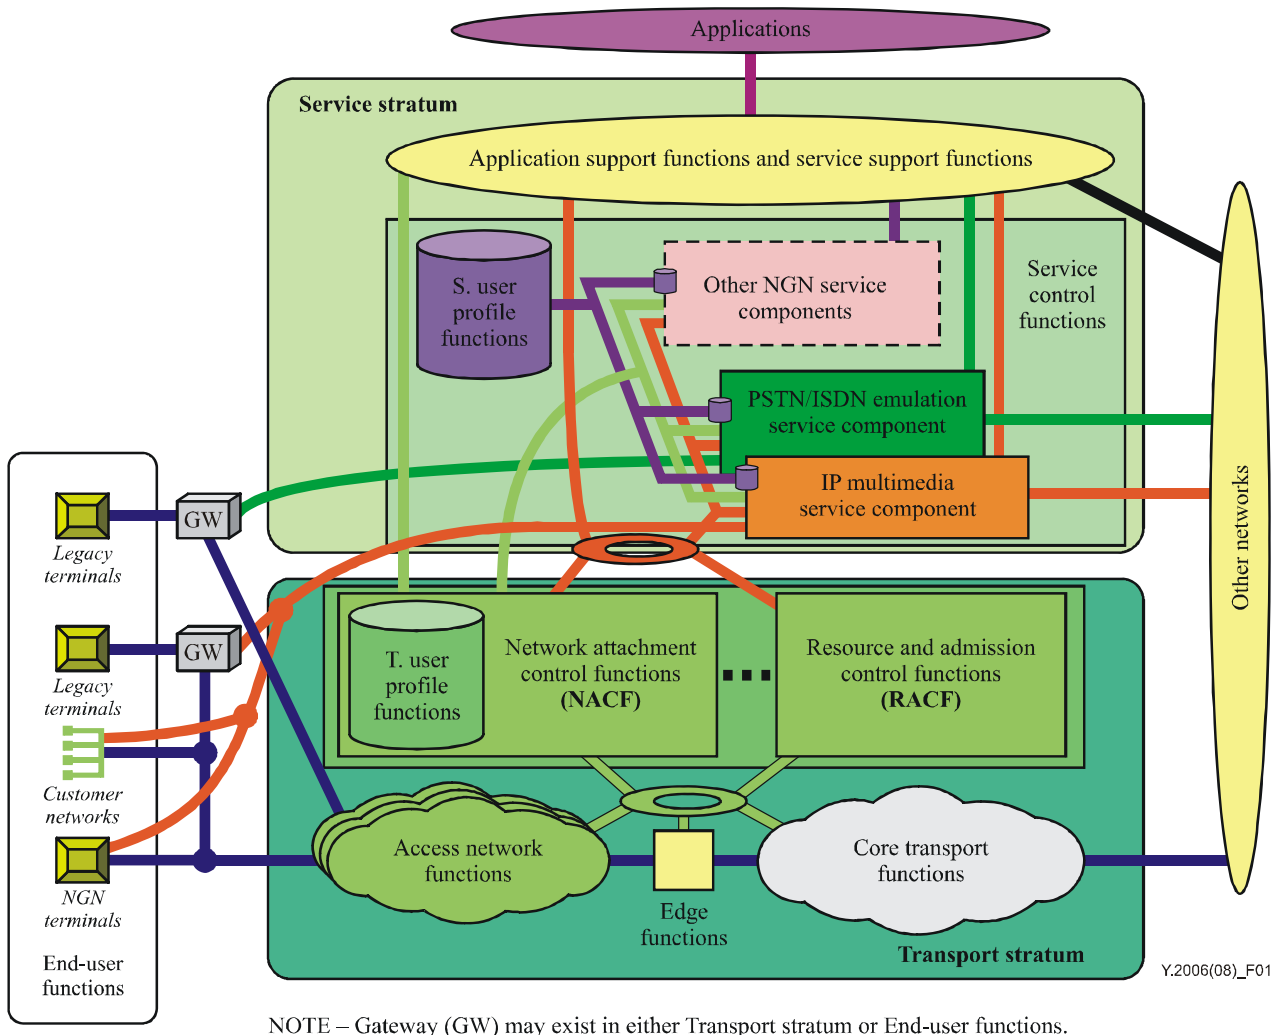 Applications
Service stratum
Application support functions and service support functions
S. user
profile
functions
Other NGN service
components
Service
control
functions
PSTN/ISDN emulation
service component
IP multimedia
service component
Other networks
GW
Legacy
terminals
GW
Legacy
terminals
Customer
networks
NGN
terminals
End-user
functions
T. user
profile
functions
Network attachment
control functions
(NACF)
Resource and admission
control functions
(RACF)
Access network
functions
Edge
functions
Core transport
functions
Transport stratum
Y.2006(08)_F01
NOTE – Gateway (GW) may exist in either Transport stratum or End-user functions.